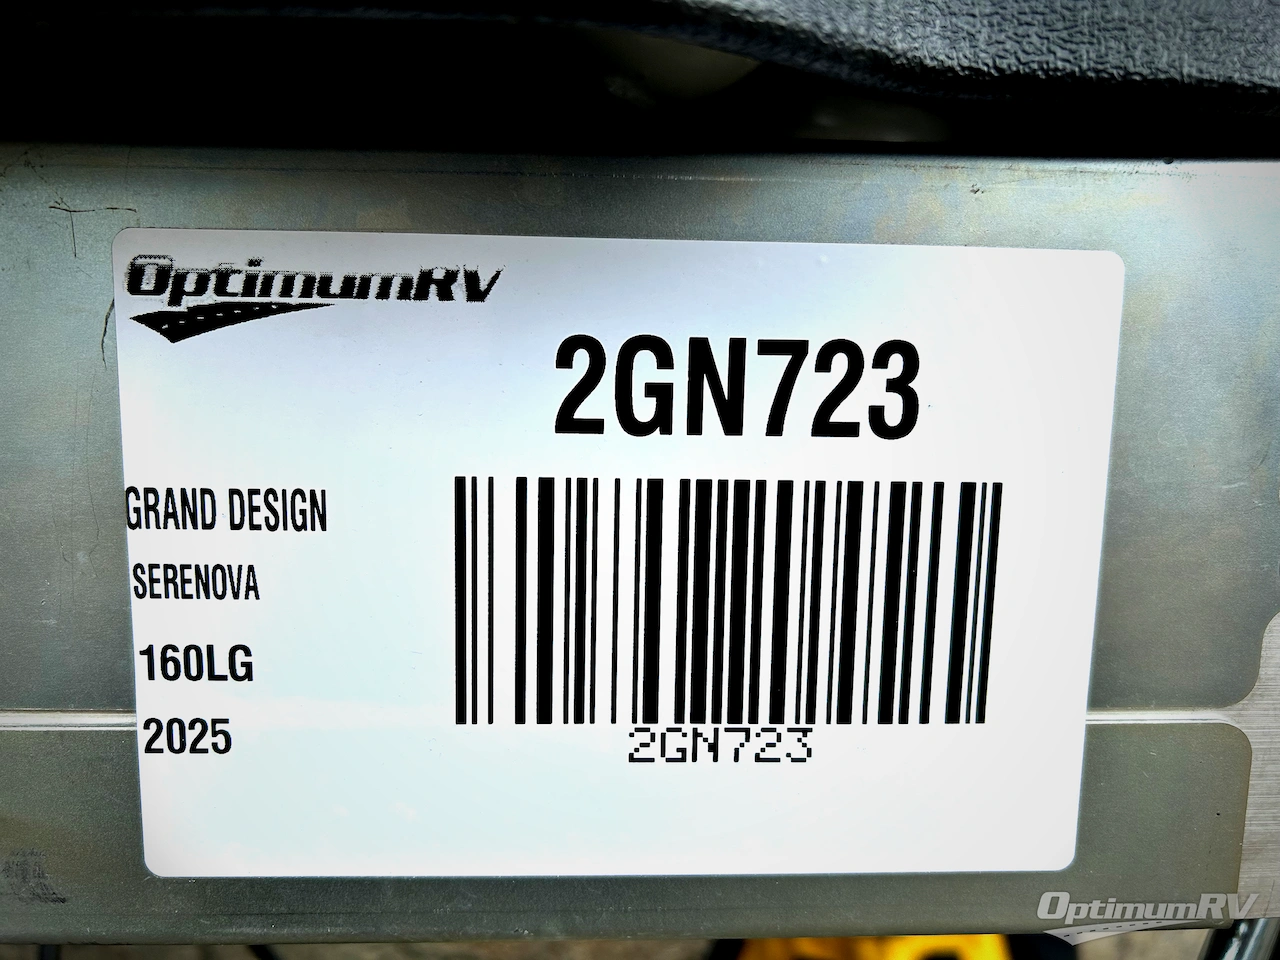 OptimumRV
2GN723
GRAND DESIGN
SERENOVA
160LG
2025
2GN723
OptimumRV